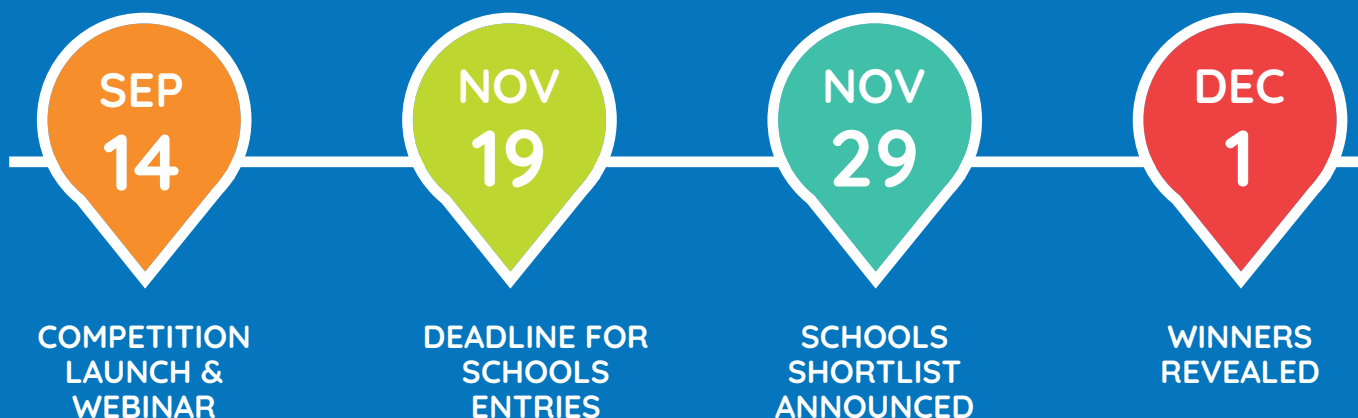 SEP
14
NOV
19
NOV
29
DEC
1
COMPETITION
LAUNCH &
WEBINAR
DEADLINE FOR
SCHOOLS
ENTRIES
SCHOOLS
SHORTLIST
ANNOUNCED
WINNERS
REVEALED